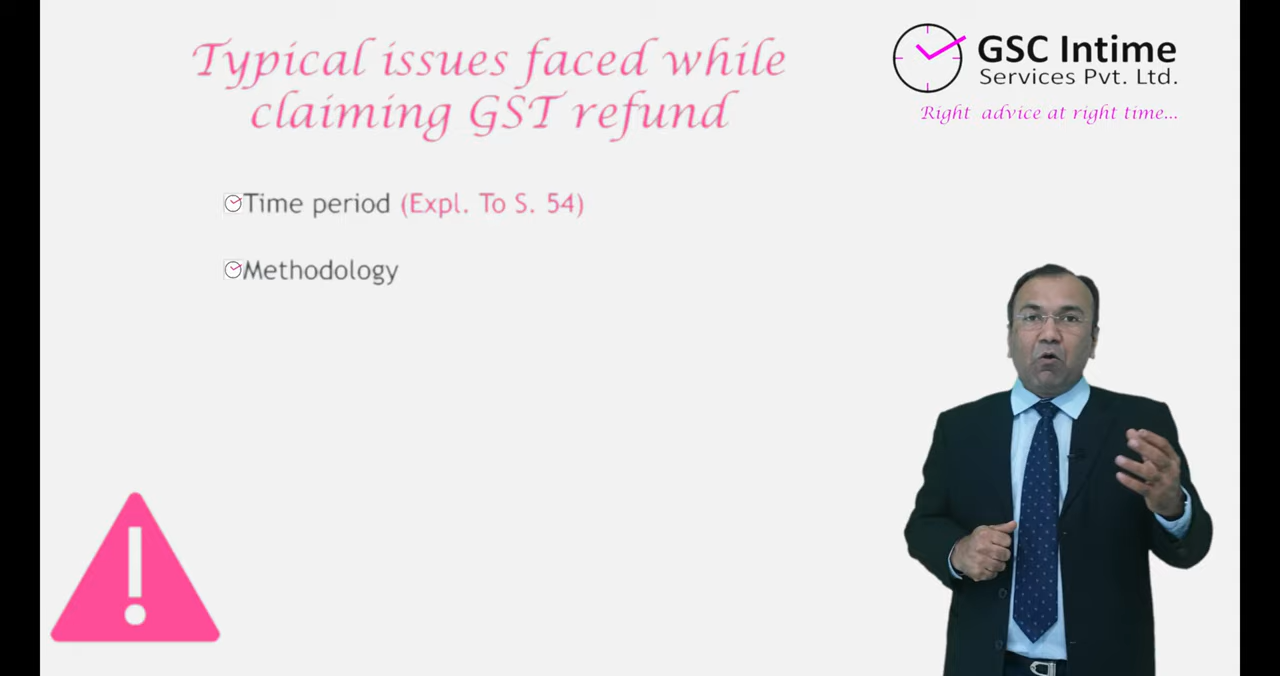 Typical issues faced while
claiming GST refund
GSC Intime
Services Pvt. Ltd.
Right advice at right time...
Time period (Expl. To S. 54)
Methodology